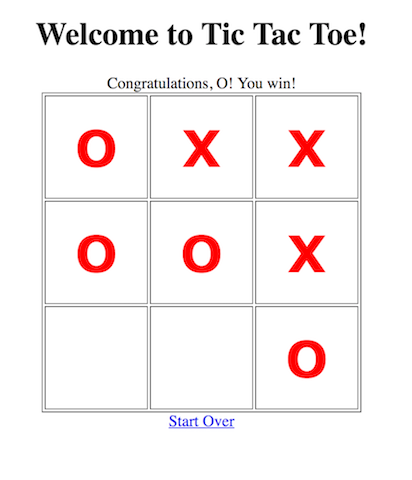 Welcome to Tic Tac Toe!
Congratulations, O! You win!
O X X
O O X
O
Start Over